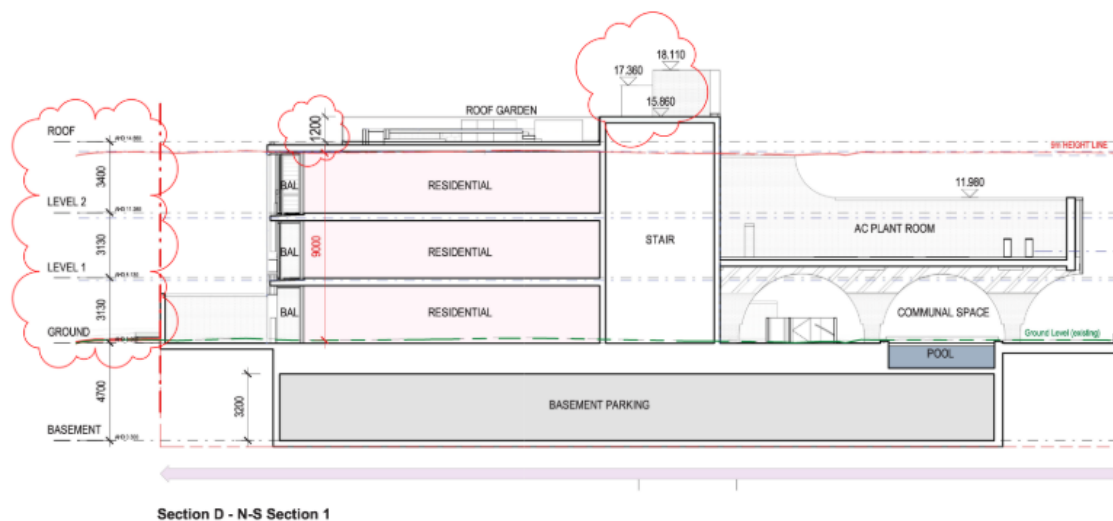 18.110
17.360
15.860
ROOF GARDEN
1200
ROOF
9M HEIGHT LINE
3400
BAL
RESIDENTIAL
LEVEL 2
11.980
3130
9000
STAIR
AC PLANT ROOM
BAL
RESIDENTIAL
LEVEL 1
3130
BAL
RESIDENTIAL
COMMUNAL SPACE
GROUND
Ground Level (existing)
POOL
4700
3200
BASEMENT PARKING
BASEMENT
Section D - N-S Section 1